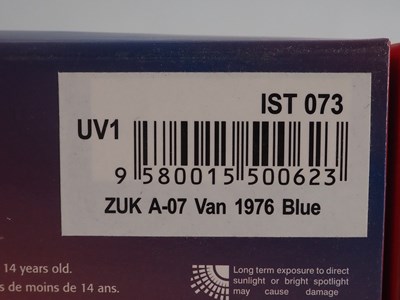 IST 073
UV1
9 580015 500623
ZUK A-07 Van 1976 Blue
14 years old.
s de moins de 14 ans.
Long term exposure to direct
sunlight or bright spotlight
may cause damage